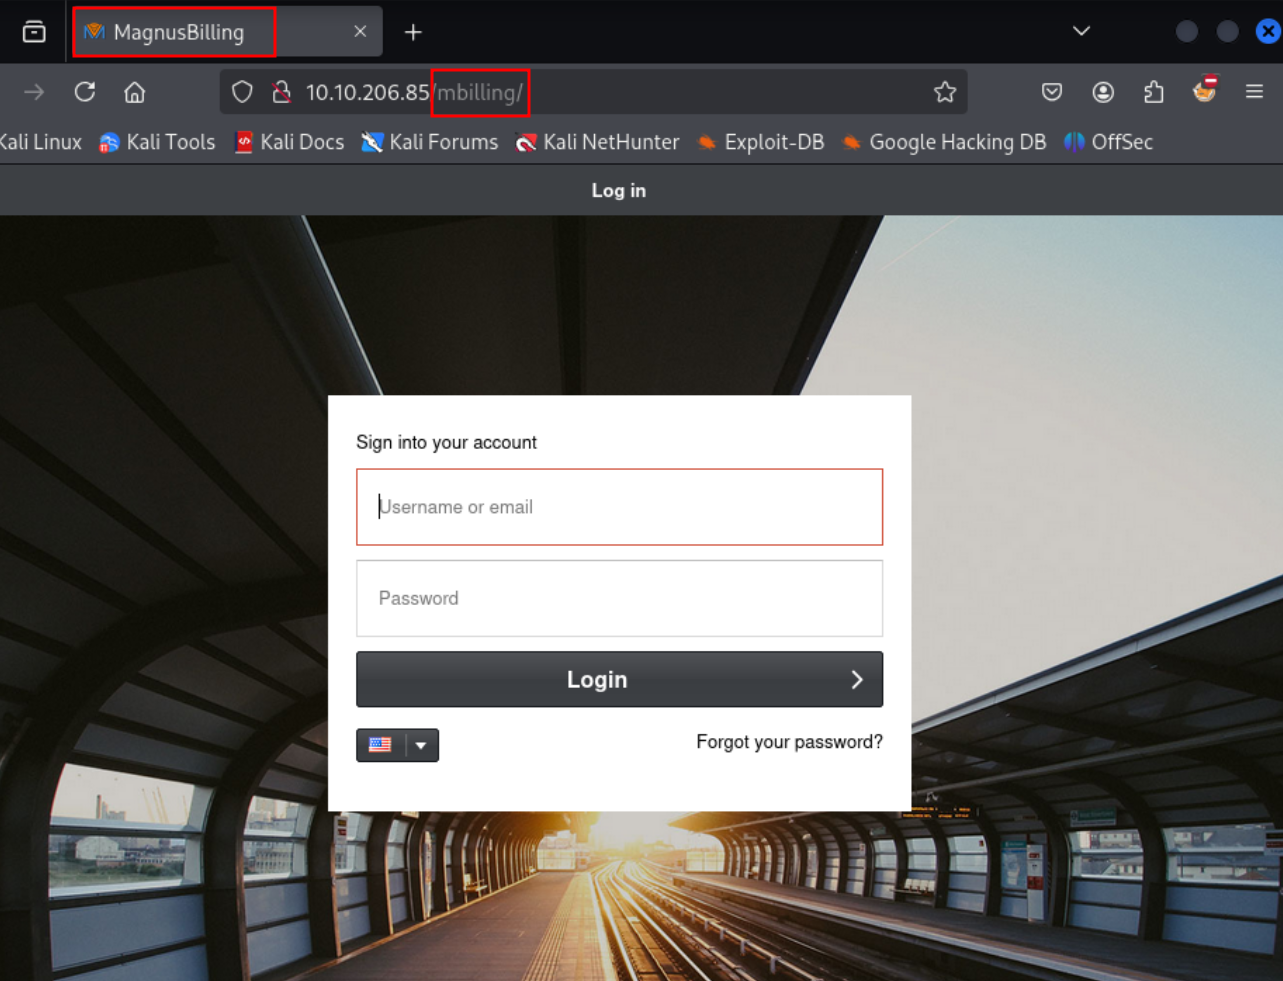 MagnusBilling
10.10.206.85/mbilling/
Kali Linux Kali Tools Kali Docs Kali Forums Kali NetHunter Exploit-DB Google Hacking DB OffSec
Log in
Sign into your account
Username or email
Password
Login
Forgot your password?